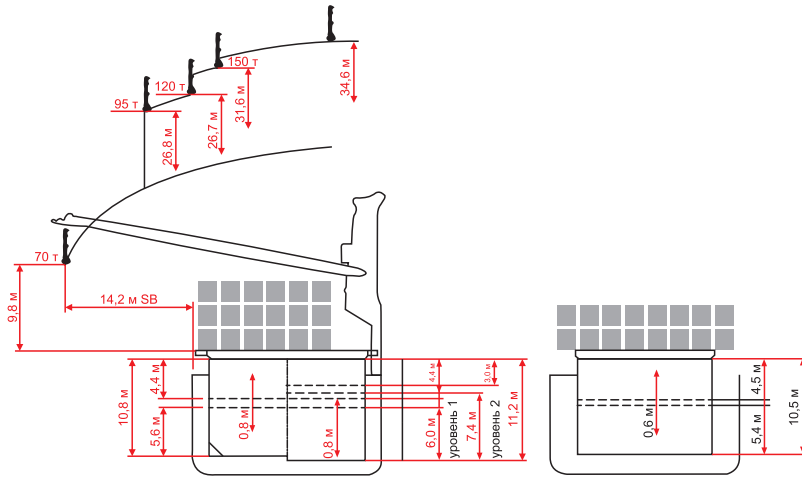 150 т
120 т
95 т
34,6 м
31,6 м
26,7 м
26,8 м
70 т
9,8 м
14,2 м SB
10,8 м
4,4 м
5,6 м
0,8 м
0,8 м
4,4 м
3,0 м
6,0 м
уровень 1
7,4 м
уровень 2
11,2 м
0,6 м
4,5 м
5,4 м
10,5 м